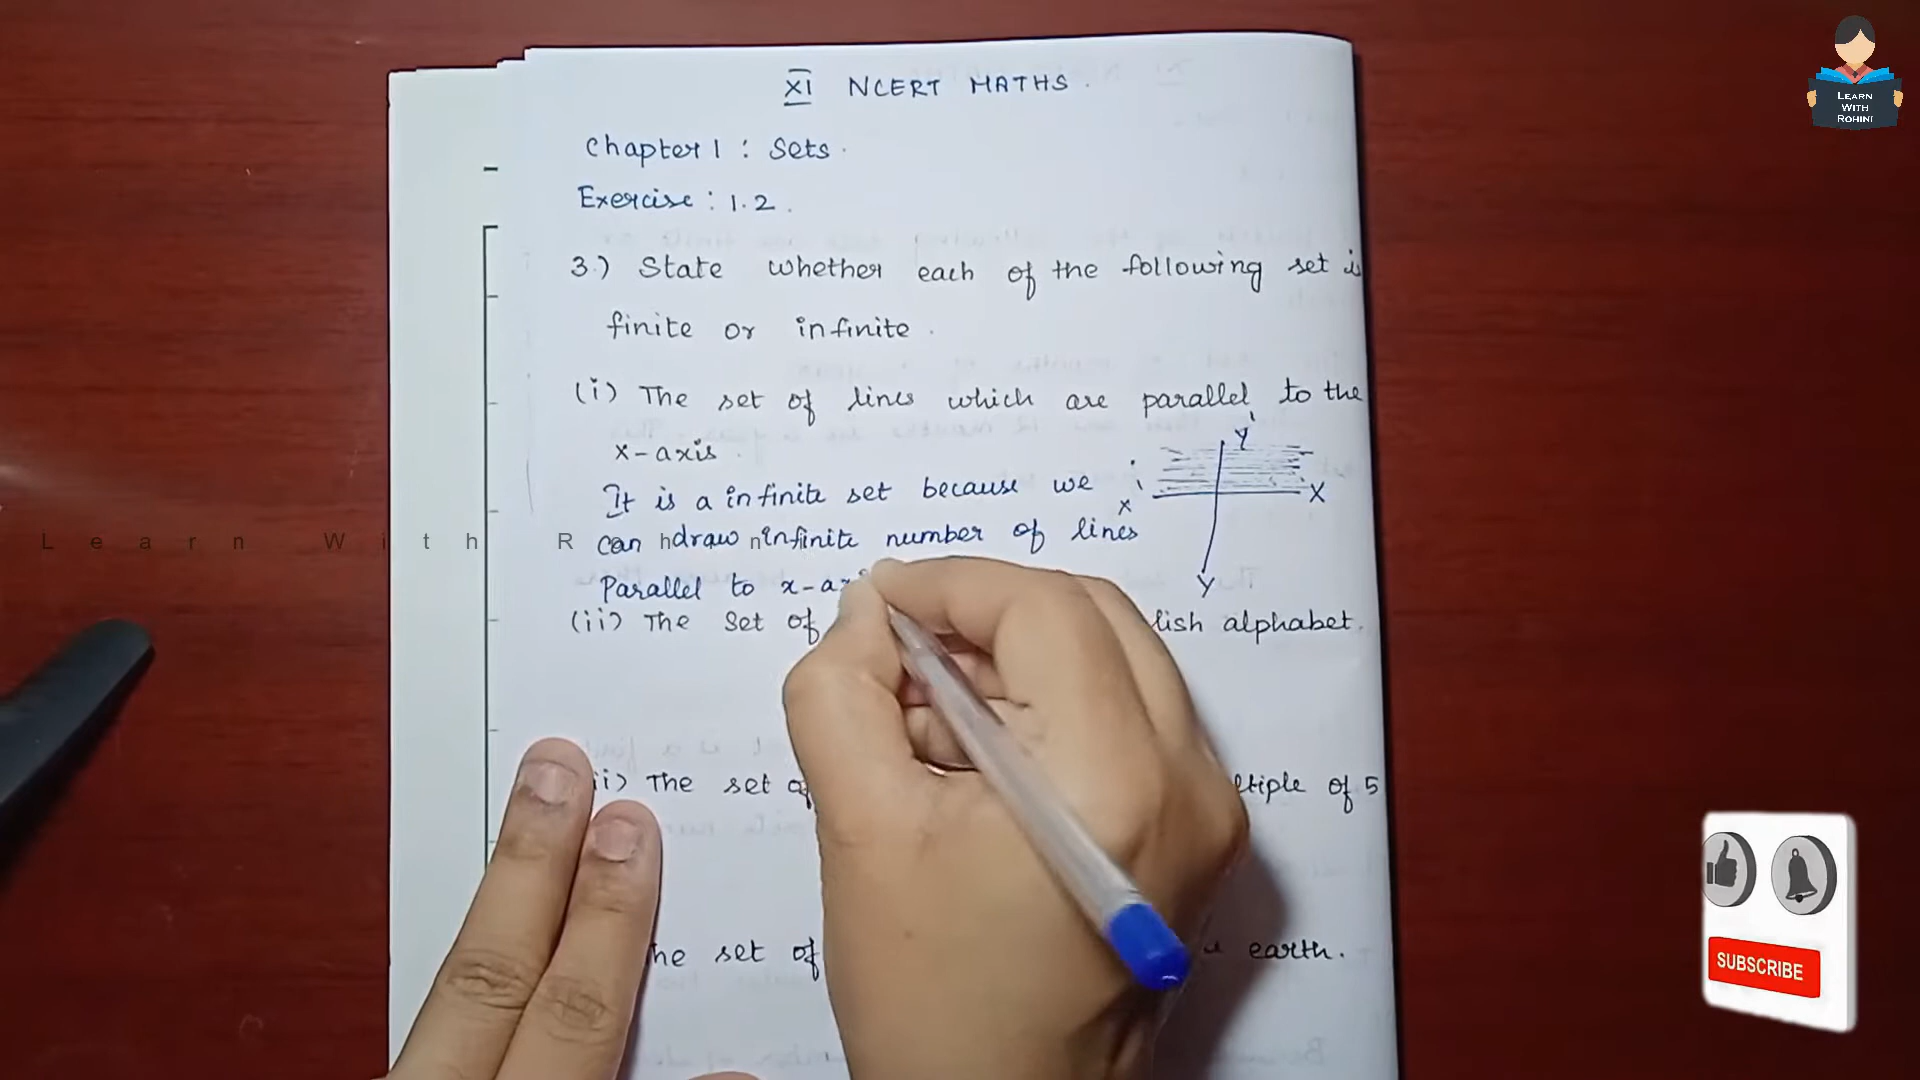 XI NCERT MATHS.
Chapter 1 : Sets.
Exercise : 1.2.
3.) State whether each of the following set is
finite or infinite.
(i) The set of lines which are parallel to the
x-axis.
It is a infinite set because we
can draw infinite number of lines
Parallel to x-ax
Y'
X' X
Y
(ii) The Set of lish alphabet.
ii) The set of ltiple of 5
he set of earth.
Learn With R h n
LEARN
WITH
ROHINI
SUBSCRIBE